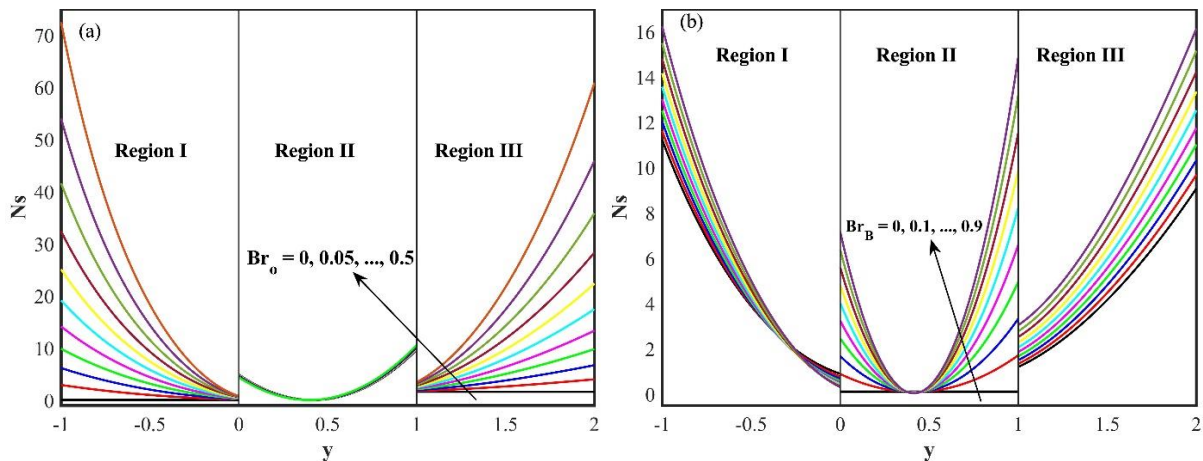 (a)
Region I
Region II
Region III
Br_o = 0, 0.05, ..., 0.5
Ns
70
60
50
40
30
20
10
0
-1
-0.5
0
0.5
1
1.5
2
y
(b)
Region I
Region II
Region III
Br_B = 0, 0.1, ..., 0.9
Ns
16
14
12
10
8
6
4
2
0
-1
-0.5
0
0.5
1
1.5
2
y